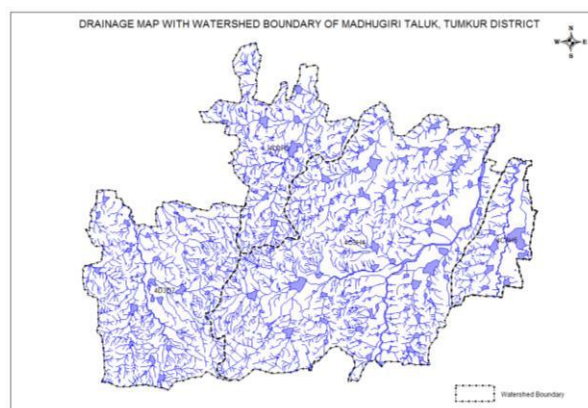 DRAINAGE MAP WITH WATERSHED BOUNDARY OF MADHUGIRI TALUK, TUMKUR DISTRICT
N
W E
S
Watershed Boundary